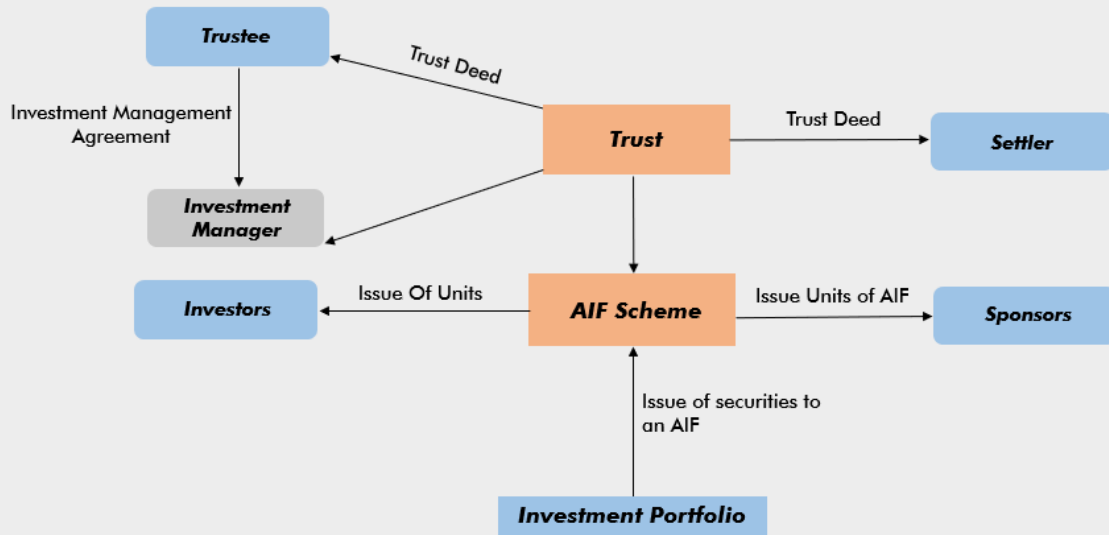 Trustee
Trust Deed
Investment Management
Agreement
Trust
Trust Deed
Settler
Investment
Manager
Investors
Issue Of Units
AIF Scheme
Issue Units of AIF
Sponsors
Issue of securities to
an AIF
Investment Portfolio